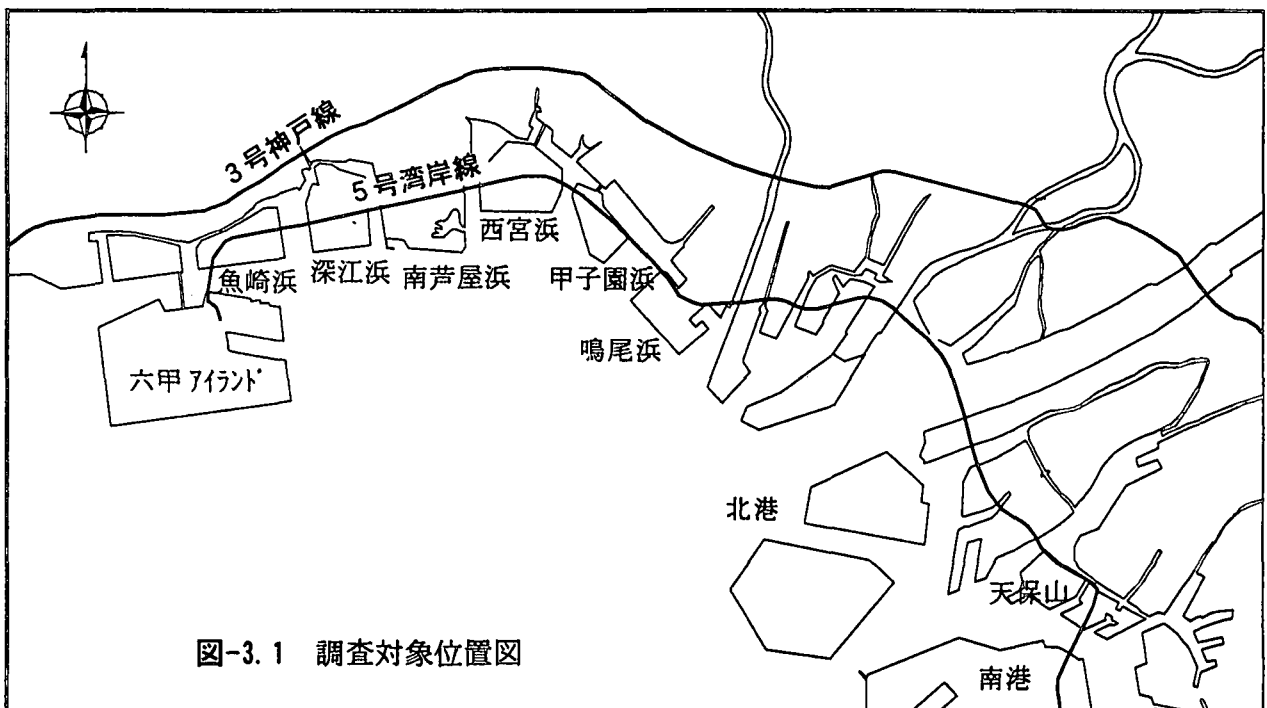 3号神戸線
5号湾岸線
西宮浜
魚崎浜
深江浜
南芦屋浜
甲子園浜
鳴尾浜
六甲アイランド
北港
天保山
南港
図-3.1 調査対象位置図